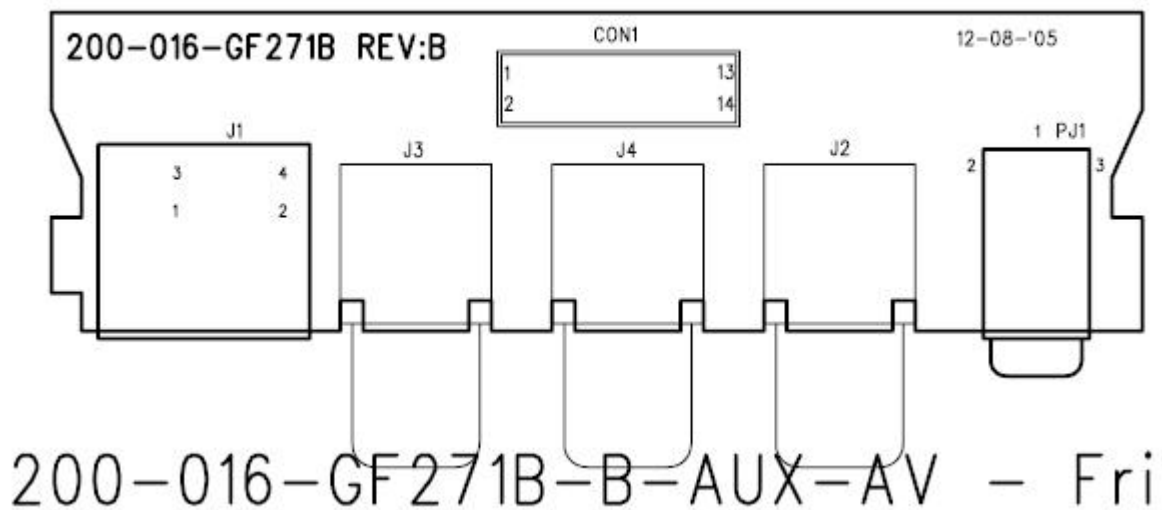 200-016-GF271B REV:B
CON1
12-08-'05
1 13
2 14
J1
J3
J4
J2
1 PJ1
2 3
3 4
1 2
200-016-GF271B-B-AUX-AV - Fri